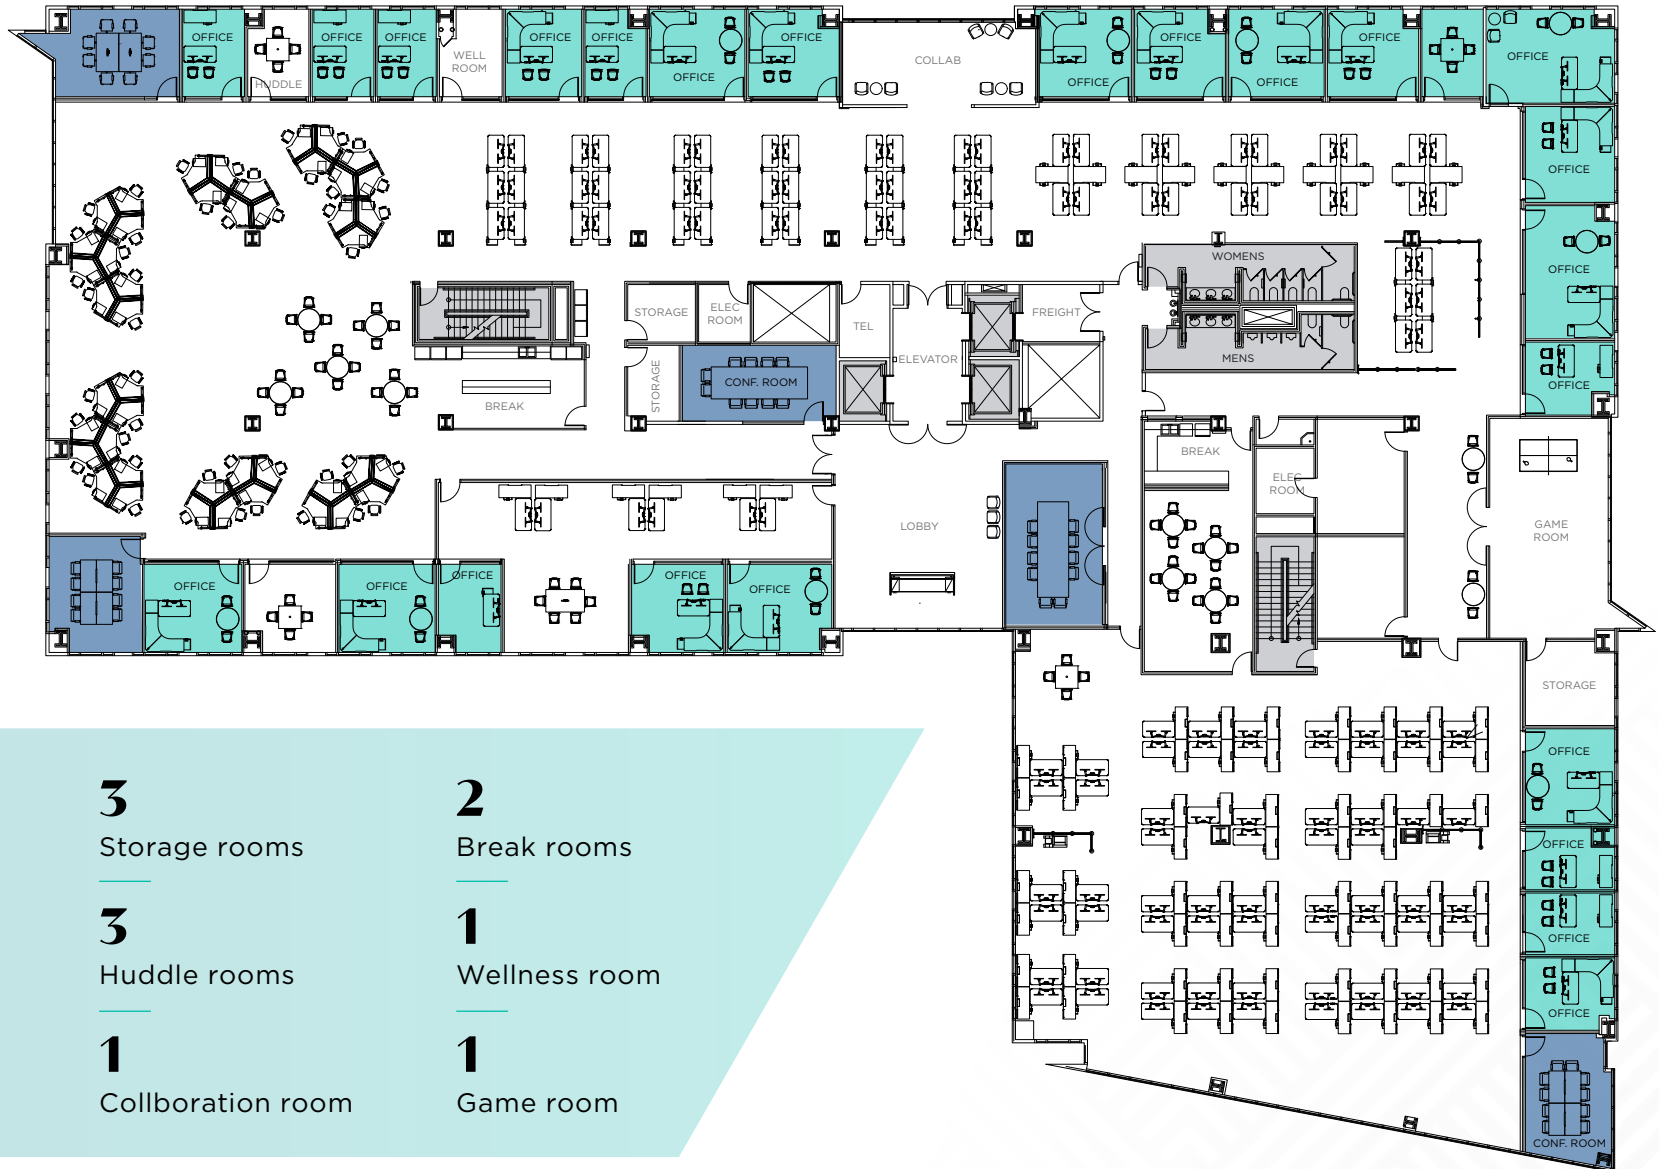 OFFICE
HUDDLE
OFFICE
OFFICE
WELL
ROOM
OFFICE
OFFICE
OFFICE
OFFICE
COLLAB
OFFICE
OFFICE
OFFICE
OFFICE
OFFICE
OFFICE
OFFICE
OFFICE
WOMENS
MENS
STORAGE
ELEC
ROOM
TEL
FREIGHT
ELEVATOR
STORAGE
CONF. ROOM
BREAK
BREAK
ELEC
ROOM
LOBBY
GAME
ROOM
OFFICE
OFFICE
OFFICE
OFFICE
OFFICE
STORAGE
OFFICE
OFFICE
OFFICE
OFFICE
CONF. ROOM
3
Storage rooms
2
Break rooms
3
Huddle rooms
1
Wellness room
1
Collboration room
1
Game room